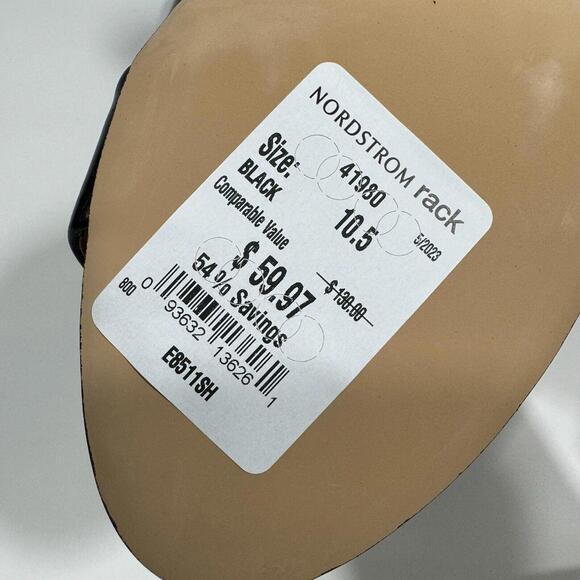 NORDSTROM rack
41980 5/2023
Size: 10.5
BLACK
Comparable Value $ 130.00
$ 59.97
54% Savings
800
0 93632 13626 1
E8511SH